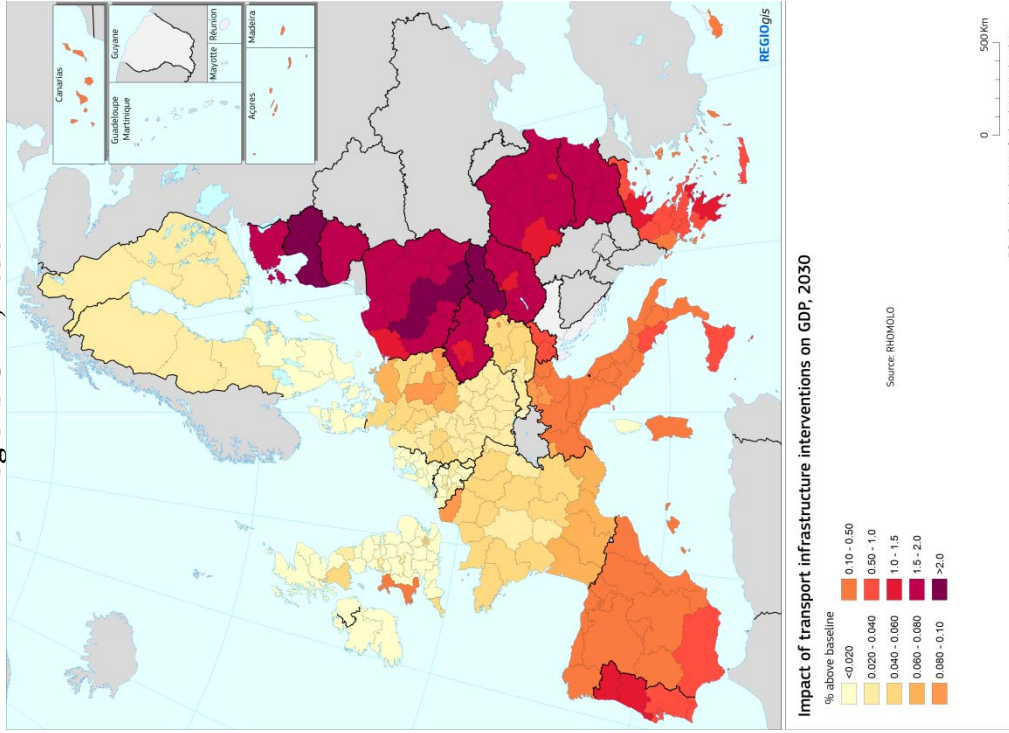 Canarias
Guadeloupe
Martinique
Guyane
Mayotte
Réunion
Açores
Madeira
REGIOgis
Impact of transport infrastructure interventions on GDP, 2030
% above baseline
<0.020
0.020 - 0.040
0.040 - 0.060
0.060 - 0.080
0.080 - 0.10
0.10 - 0.50
0.50 - 1.0
1.0 - 1.5
1.5 - 2.0
>2.0
Source: RHOMOLO
0
500 Km